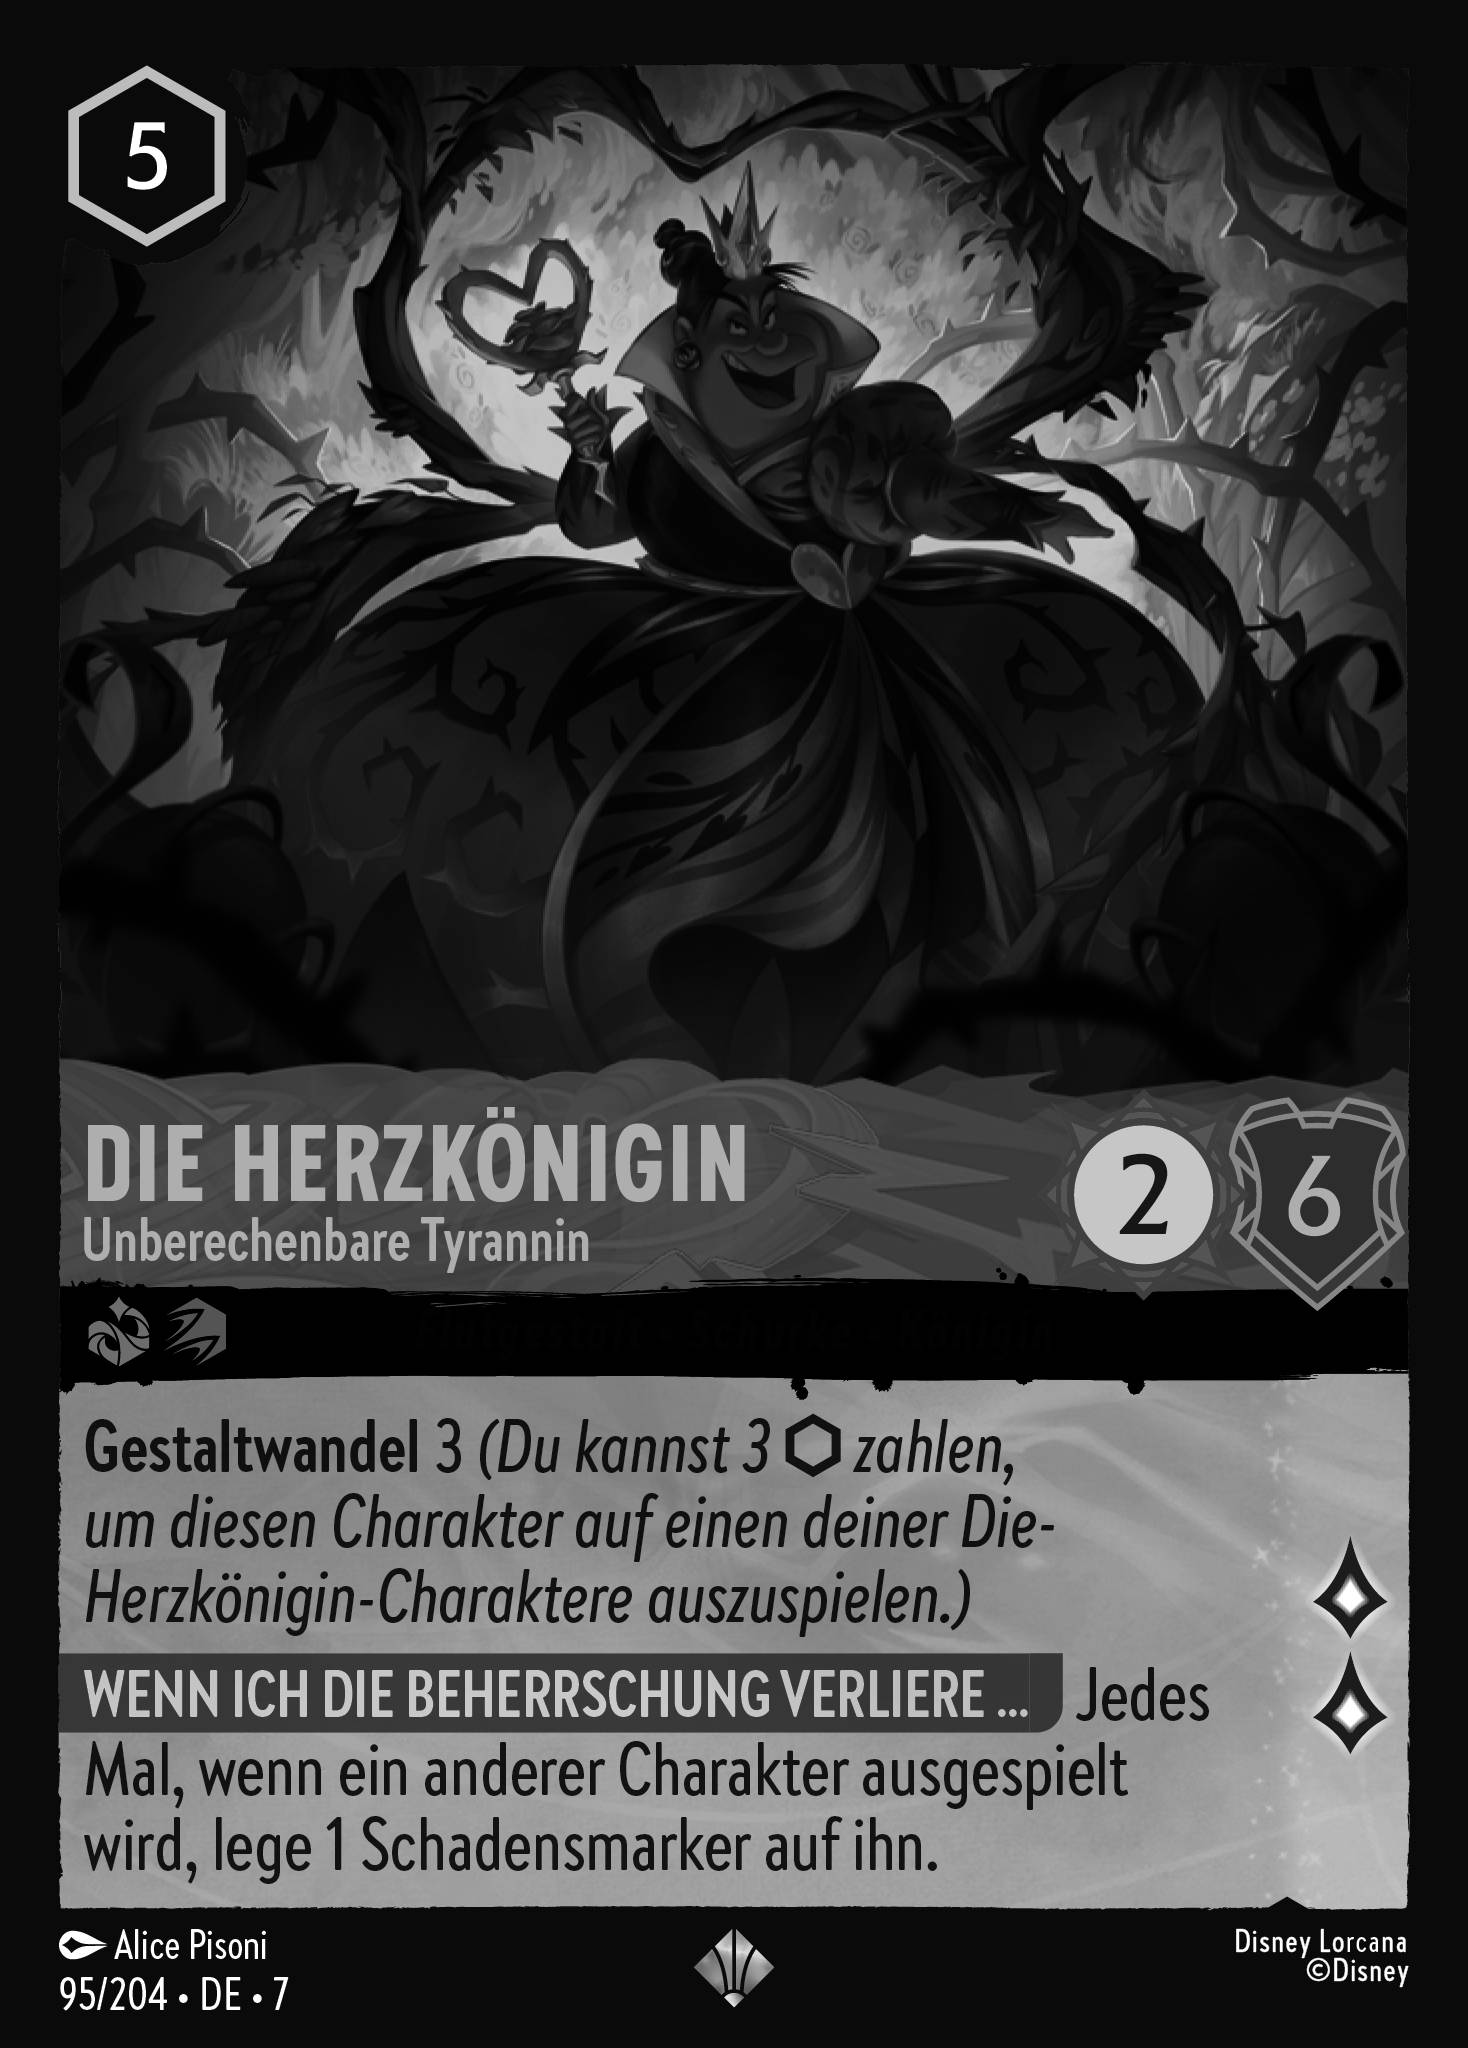 5
DIE HERZKÖNIGIN
Unberechenbare Tyrannin
2
6
Gestaltwandel 3 (Du kannst 3 ⬡ zahlen,
um diesen Charakter auf einen deiner Die-
Herzkönigin-Charaktere auszuspielen.)
WENN ICH DIE BEHERRSCHUNG VERLIERE ... Jedes
Mal, wenn ein anderer Charakter ausgespielt
wird, lege 1 Schadensmarker auf ihn.
Alice Pisoni
95/204 • DE • 7
Disney Lorcana
©Disney